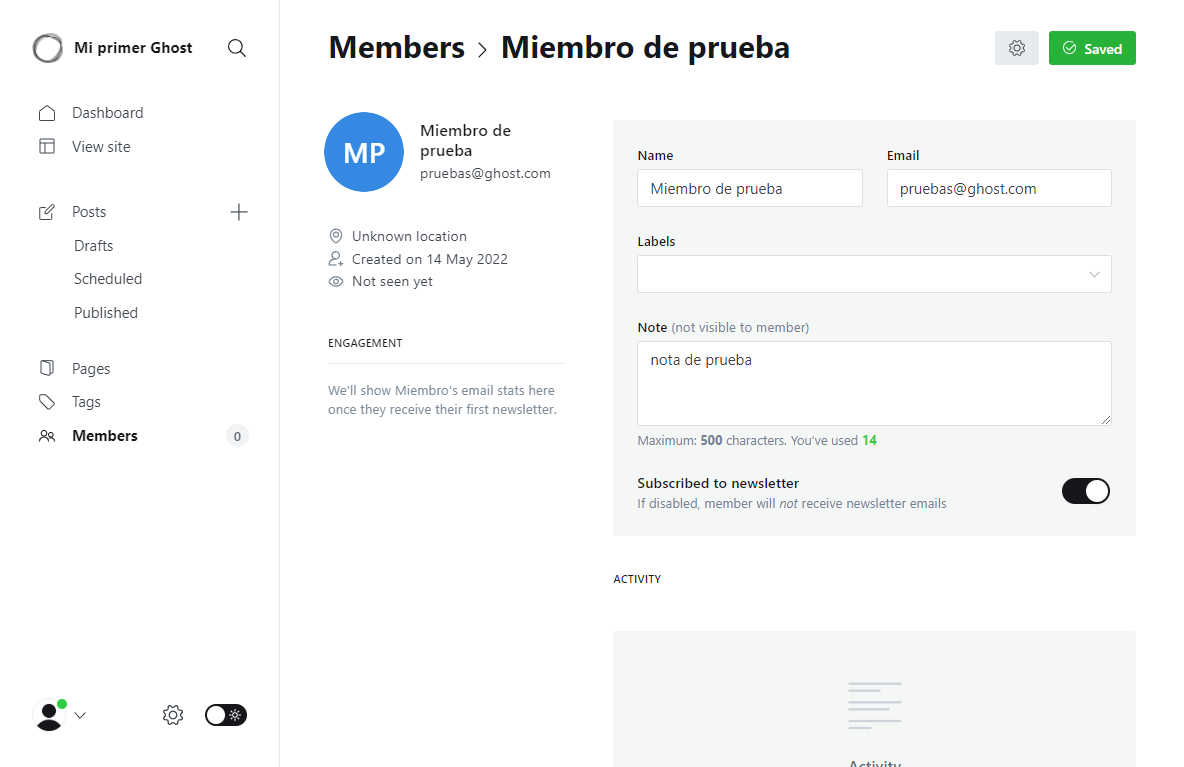 Mi primer Ghost
Dashboard
View site
Posts
Drafts
Scheduled
Published
Pages
Tags
Members
0
Members > Miembro de prueba
Saved
MP
Miembro de
prueba
pruebas@ghost.com
Unknown location
Created on 14 May 2022
Not seen yet
ENGAGEMENT
We'll show Miembro's email stats here
once they receive their first newsletter.
Name
Email
Miembro de prueba
pruebas@ghost.com
Labels
Note (not visible to member)
nota de prueba
Maximum: 500 characters. You've used 14
Subscribed to newsletter
If disabled, member will not receive newsletter emails
ACTIVITY
Activity